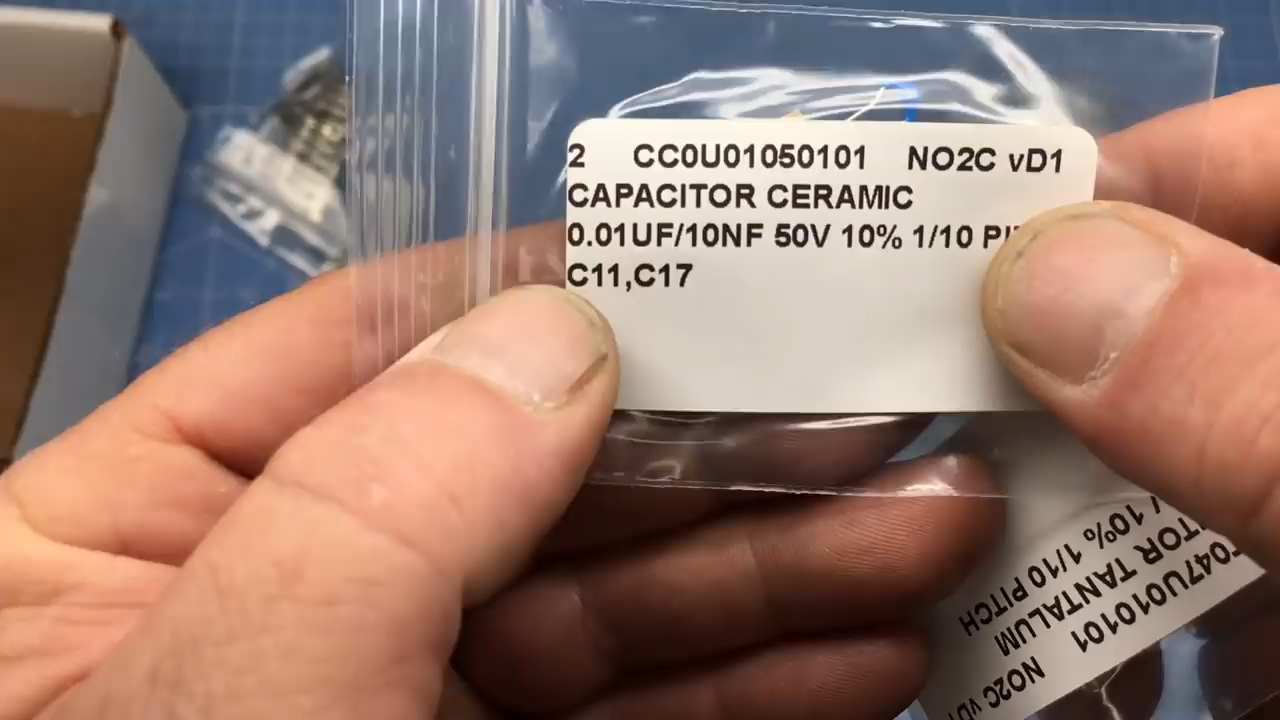 2 CC0U01050101 NO2C vD1
CAPACITOR CERAMIC
0.01UF/10NF 50V 10% 1/10
C11,C17
T047U010101 NO2C
TOR TANTALUM
10% 1/10 PITCH